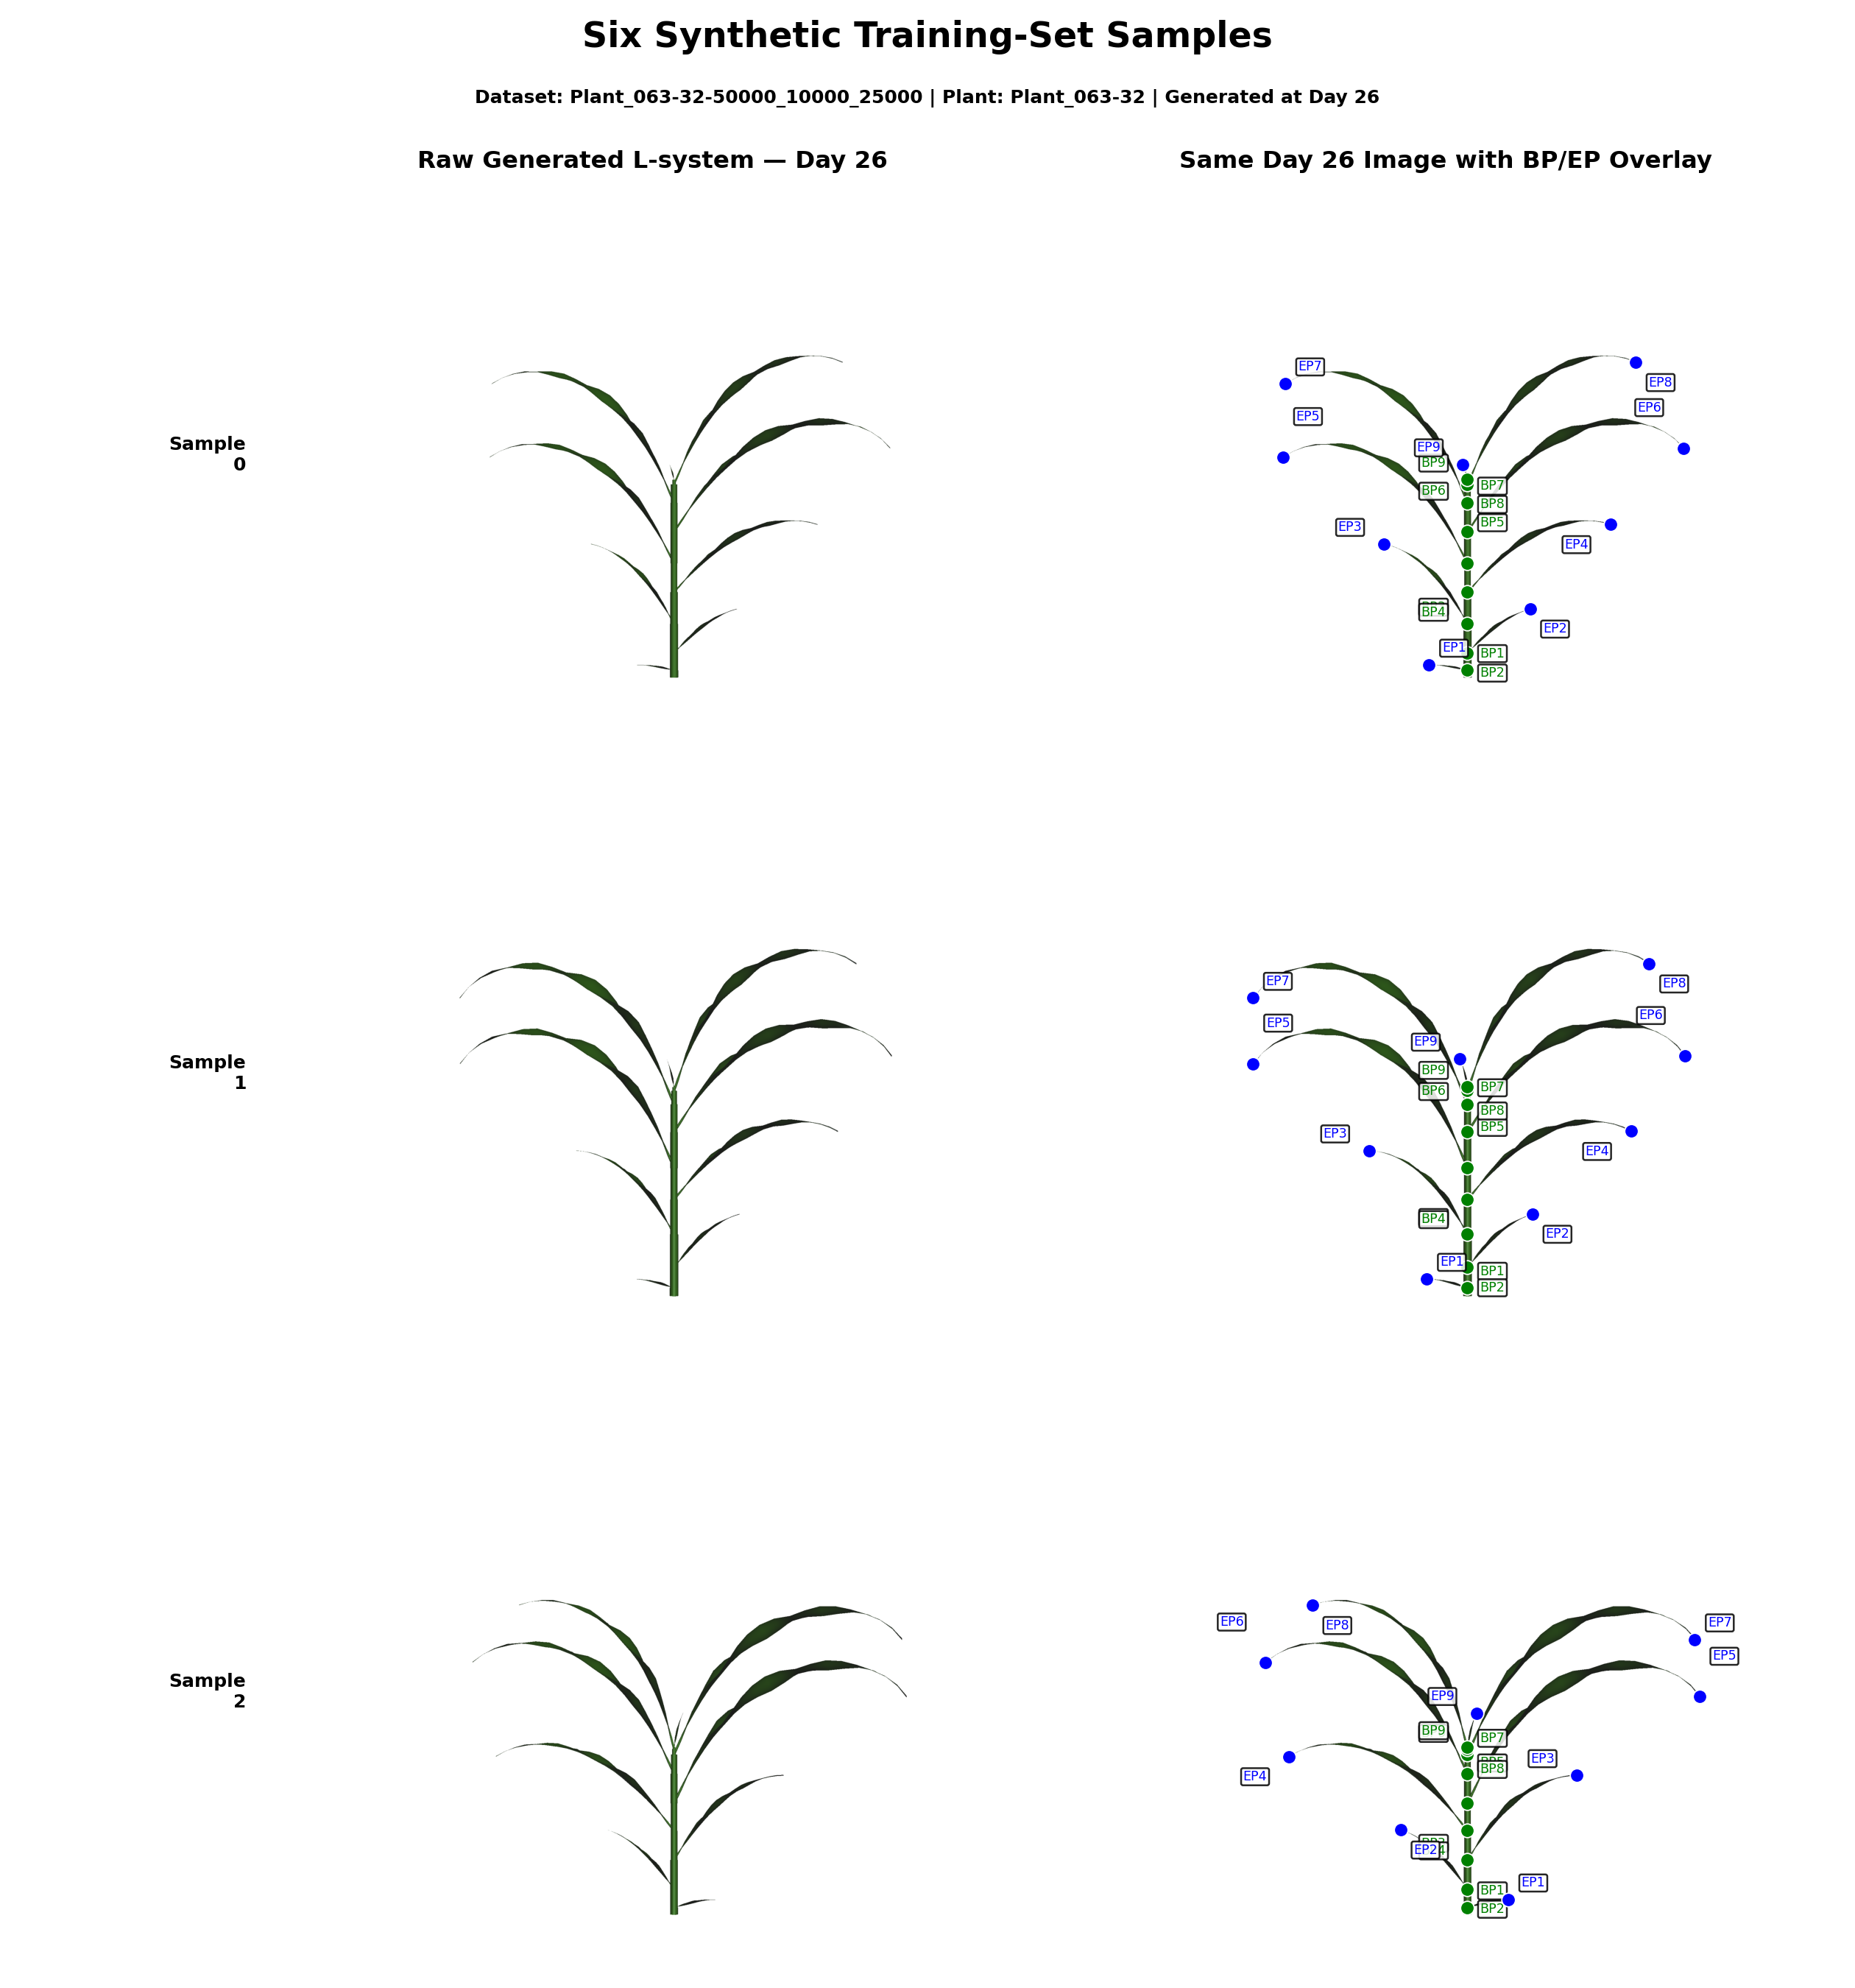 Six Synthetic Training-Set Samples
Dataset: Plant_063-32-50000_10000_25000 | Plant: Plant_063-32 | Generated at Day 26
Raw Generated L-system — Day 26
Same Day 26 Image with BP/EP Overlay
Sample
0
EP7
EP8
EP5
EP6
EP9
BP9
BP6
BP7
BP8
BP5
EP3
EP4
BP4
EP2
EP1
BP1
BP2
Sample
1
EP7
EP8
EP5
EP6
EP9
BP9
BP6
BP7
BP8
BP5
EP3
EP4
BP4
EP2
EP1
BP1
BP2
Sample
2
EP6
EP8
EP7
EP5
EP9
BP9
BP7
BP8
EP3
EP4
EP2
EP1
BP1
BP2